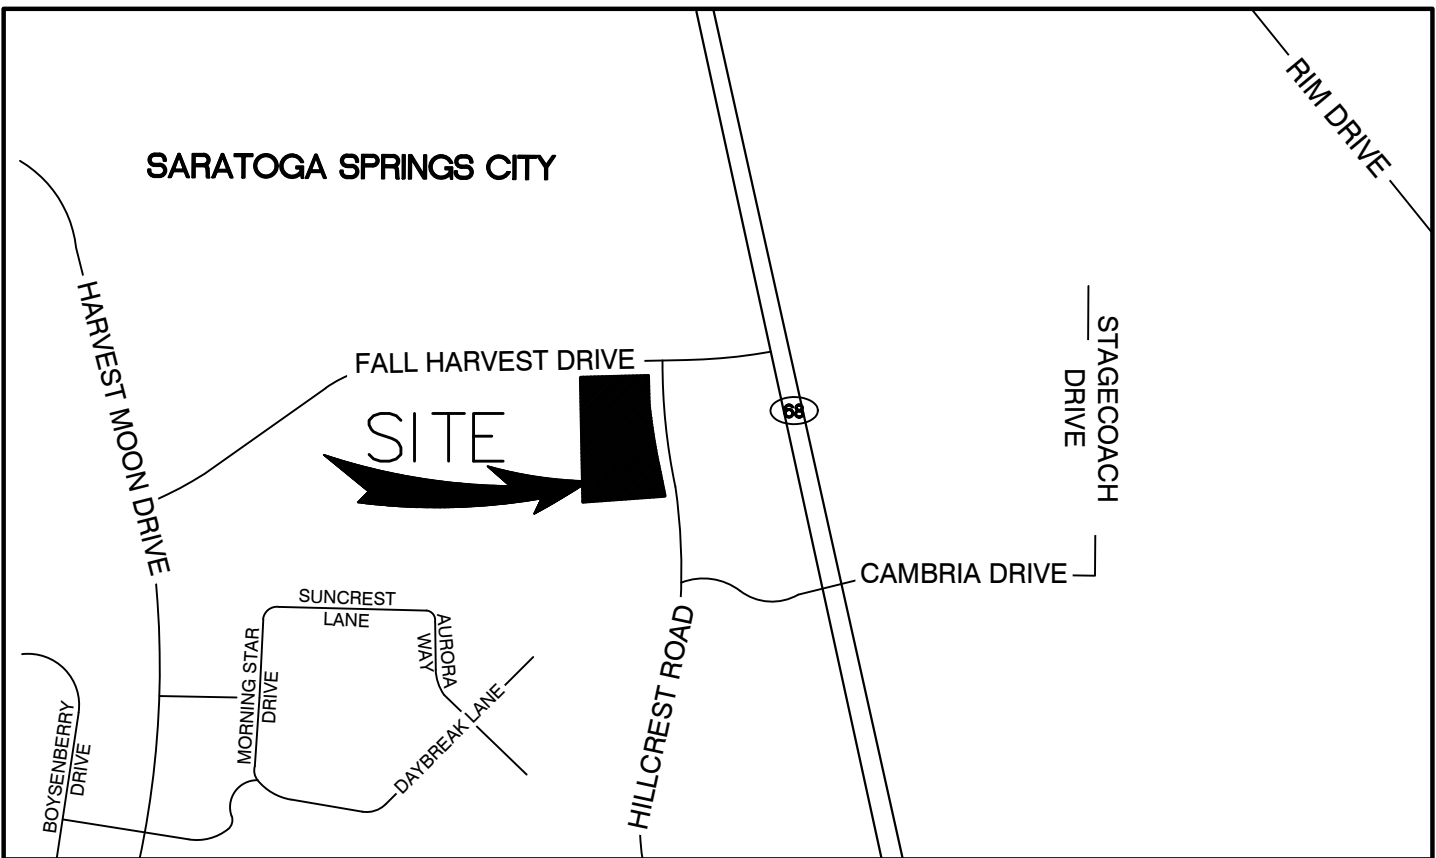 RIM DRIVE
SARATOGA SPRINGS CITY
HARVEST MOON DRIVE
FALL HARVEST DRIVE
SITE
68
STAGECOACH
DRIVE
CAMBRIA DRIVE
SUNCREST
LANE
AURORA
WAY
MORNING STAR
DRIVE
DAYBREAK LANE
HILLCREST ROAD
BOYSENBERRY
DRIVE